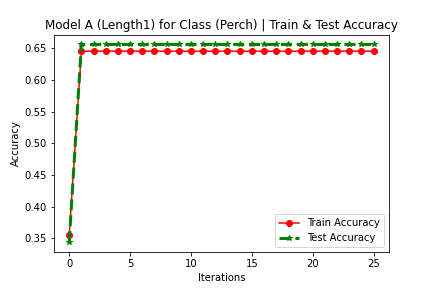 Model A (Length1) for Class (Perch) | Train & Test Accuracy
0.65
0.60
0.55
0.50
0.45
0.40
0.35
Accuracy
0 5 10 15 20 25
Iterations
Train Accuracy
Test Accuracy